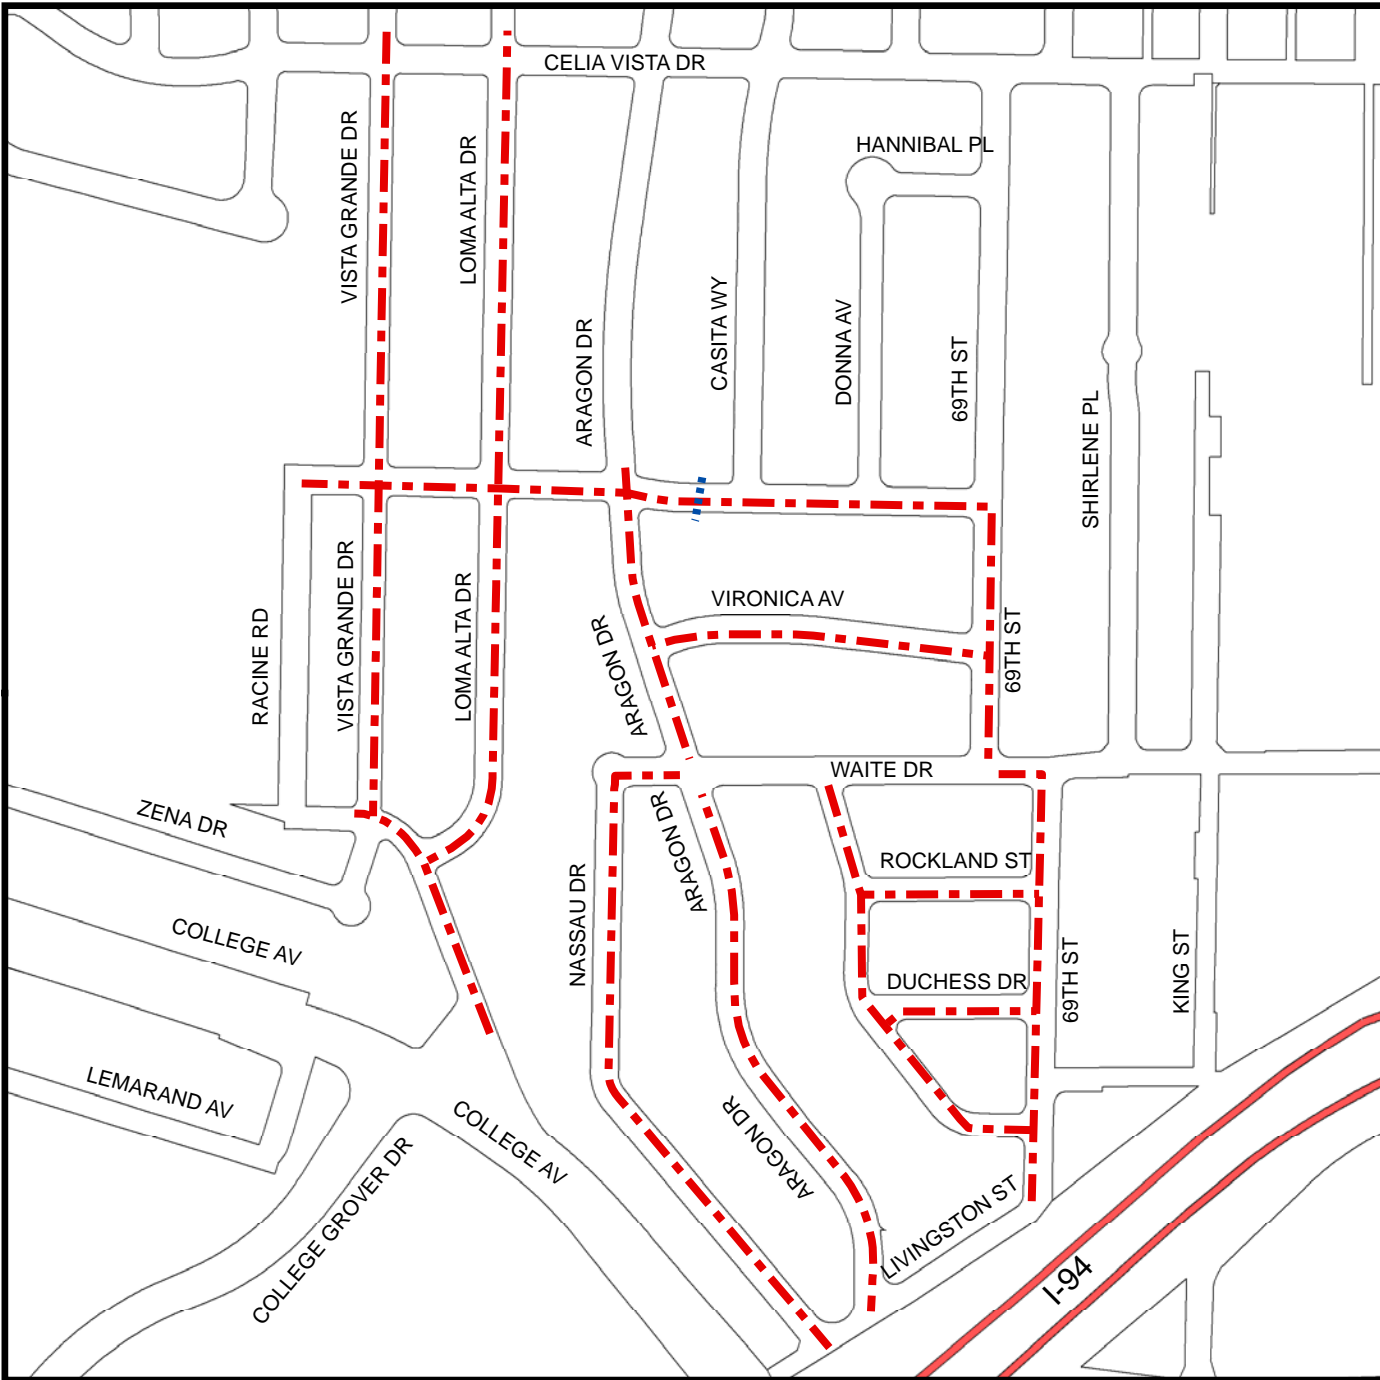 CELIA VISTA DR
HANNIBAL PL
VISTA GRANDE DR
LOMA ALTA DR
ARAGON DR
CASITA WY
DONNA AV
69TH ST
SHIRLENE PL
VIRONICA AV
RACINE RD
VISTA GRANDE DR
LOMA ALTA DR
ARAGON DR
69TH ST
WAITE DR
ZENA DR
ARAGON DR
ROCKLAND ST
NASSAU DR
COLLEGE AV
DUCHESS DR
69TH ST
KING ST
LEMARAND AV
COLLEGE AV
ARAGON DR
COLLEGE GROVER DR
LIVINGSTON ST
I-94